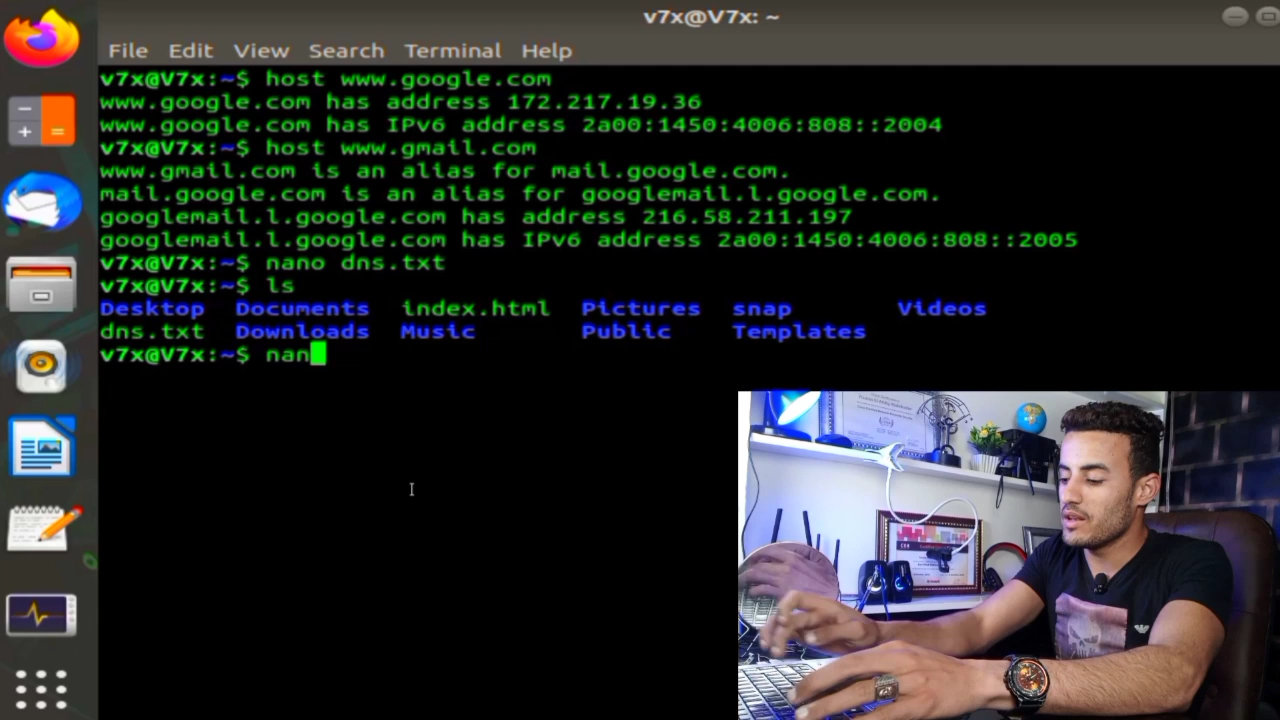 v7x@V7x: ~
File Edit View Search Terminal Help
v7x@V7x:~$ host www.google.com
www.google.com has address 172.217.19.36
www.google.com has IPv6 address 2a00:1450:4006:808::2004
v7x@V7x:~$ host www.gmail.com
www.gmail.com is an alias for mail.google.com.
mail.google.com is an alias for googlemail.l.google.com.
googlemail.l.google.com has address 216.58.211.197
googlemail.l.google.com has IPv6 address 2a00:1450:4006:808::2005
v7x@V7x:~$ nano dns.txt
v7x@V7x:~$ ls
Desktop Documents index.html Pictures snap Videos
dns.txt Downloads Music Public Templates
v7x@V7x:~$ nan